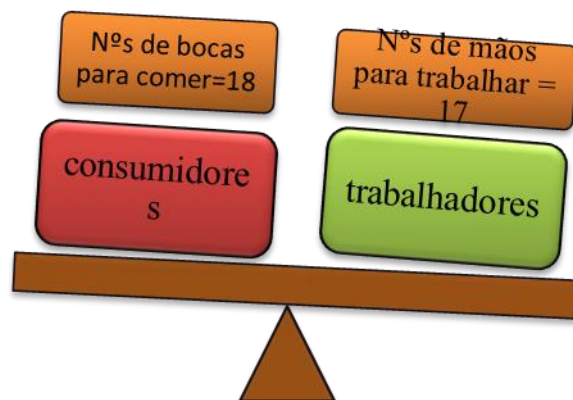 Nºs de bocas
para comer=18
Nºs de mãos
para trabalhar =
17
consumidore
s
trabalhadores